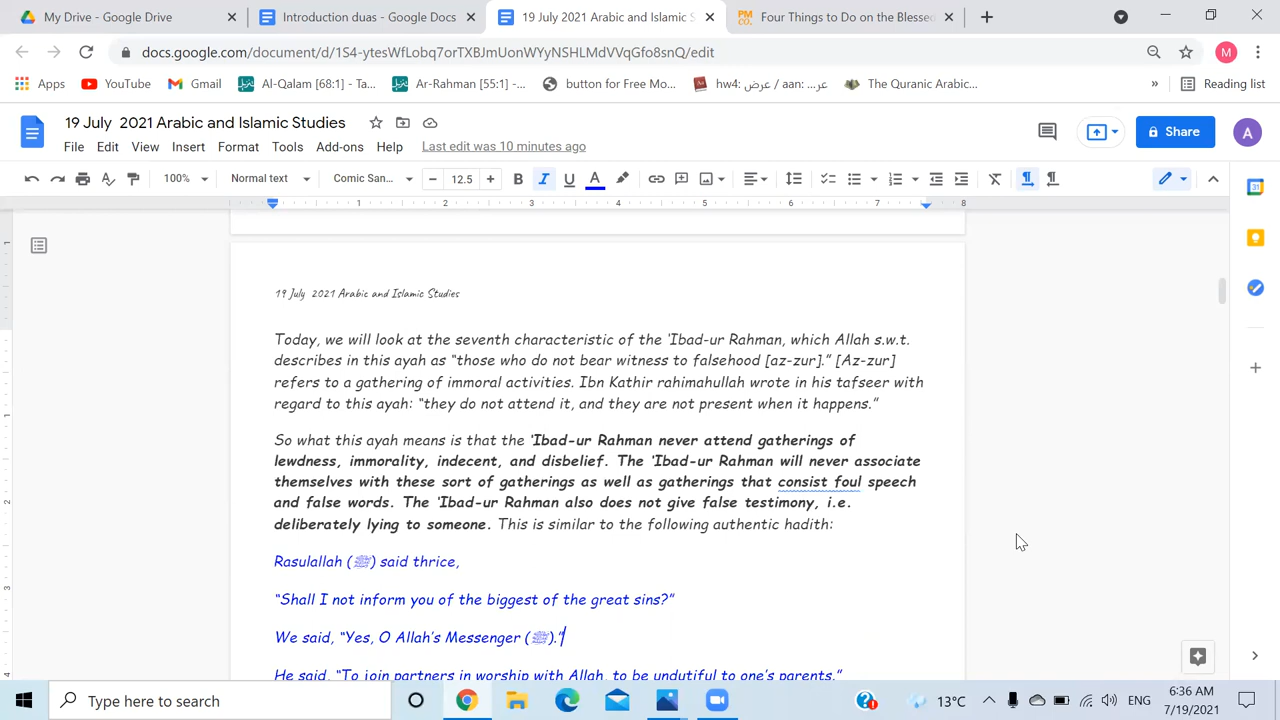 My Drive - Google Drive
Introduction duas - Google Docs
19 July 2021 Arabic and Islamic S
Four Things to Do on the Blessed
docs.google.com/document/d/1S4-ytesWfLobq7orTXBJmUonWYyNSHLMdVVqGfo8snQ/edit
M
Apps
YouTube
Gmail
Al-Qalam [68:1] - Ta...
Ar-Rahman [55:1] -...
button for Free Mo...
hw4: عرض / aan: عر...
The Quranic Arabic...
»
Reading list
19 July 2021 Arabic and Islamic Studies
Share
A
File Edit View Insert Format Tools Add-ons Help Last edit was 10 minutes ago
100% Normal text Comic San... − 12.5 + B I U A
1 2 3 4 5 6 7 8
19 July 2021 Arabic and Islamic Studies
Today, we will look at the seventh characteristic of the ‘Ibad-ur Rahman, which Allah s.w.t.
describes in this ayah as “those who do not bear witness to falsehood [az-zur].” [Az-zur]
refers to a gathering of immoral activities. Ibn Kathir rahimahullah wrote in his tafseer with
regard to this ayah: “they do not attend it, and they are not present when it happens.”
So what this ayah means is that the ‘Ibad-ur Rahman never attend gatherings of
lewdness, immorality, indecent, and disbelief. The ‘Ibad-ur Rahman will never associate
themselves with these sort of gatherings as well as gatherings that consist foul speech
and false words. The ‘Ibad-ur Rahman also does not give false testimony, i.e.
deliberately lying to someone. This is similar to the following authentic hadith:
Rasulallah (ﷺ) said thrice,
“Shall I not inform you of the biggest of the great sins?”
We said, “Yes, O Allah’s Messenger (ﷺ).”
He said, “To join partners in worship with Allah, to be undutiful to one’s parents.”
Type here to search
13°C
ENG
6:36 AM
7/19/2021